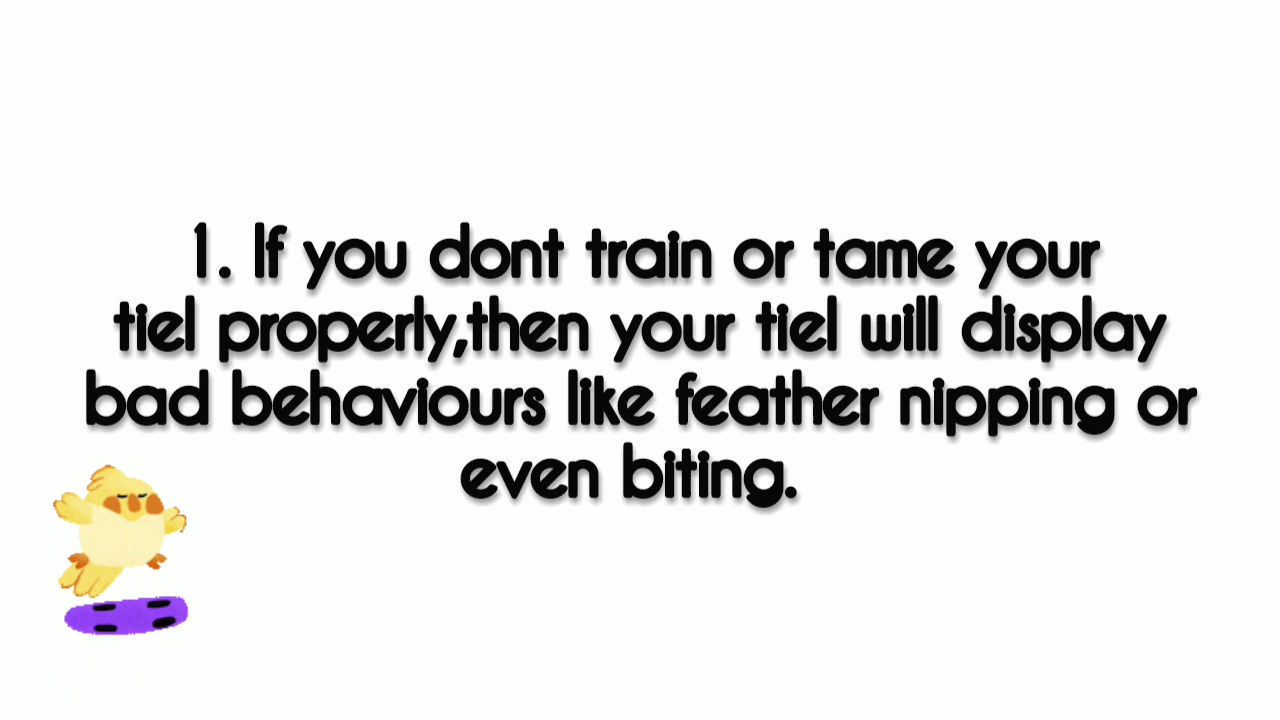 1. If you dont train or tame your
tiel properly,then your tiel will display
bad behaviours like feather nipping or
even biting.